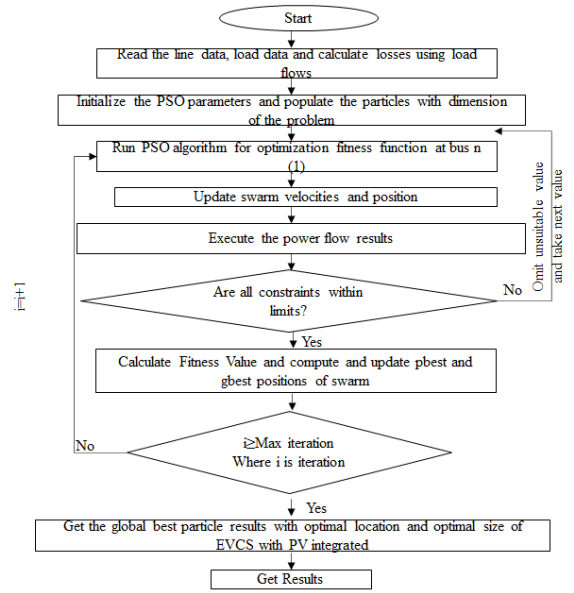 Start
Read the line data, load data and calculate losses using load
flows
Initialize the PSO parameters and populate the particles with dimension
of the problem
Run PSO algorithm for optimization fitness function at bus n
(1)
Update swarm velocities and position
Execute the power flow results
Are all constraints within
limits?
No
Omit unsuitable value
and take next value
Yes
Calculate Fitness Value and compute and update pbest and
gbest positions of swarm
i≥Max iteration
Where i is iteration
No
i=i+1
Yes
Get the global best particle results with optimal location and optimal size of
EVCS with PV integrated
Get Results